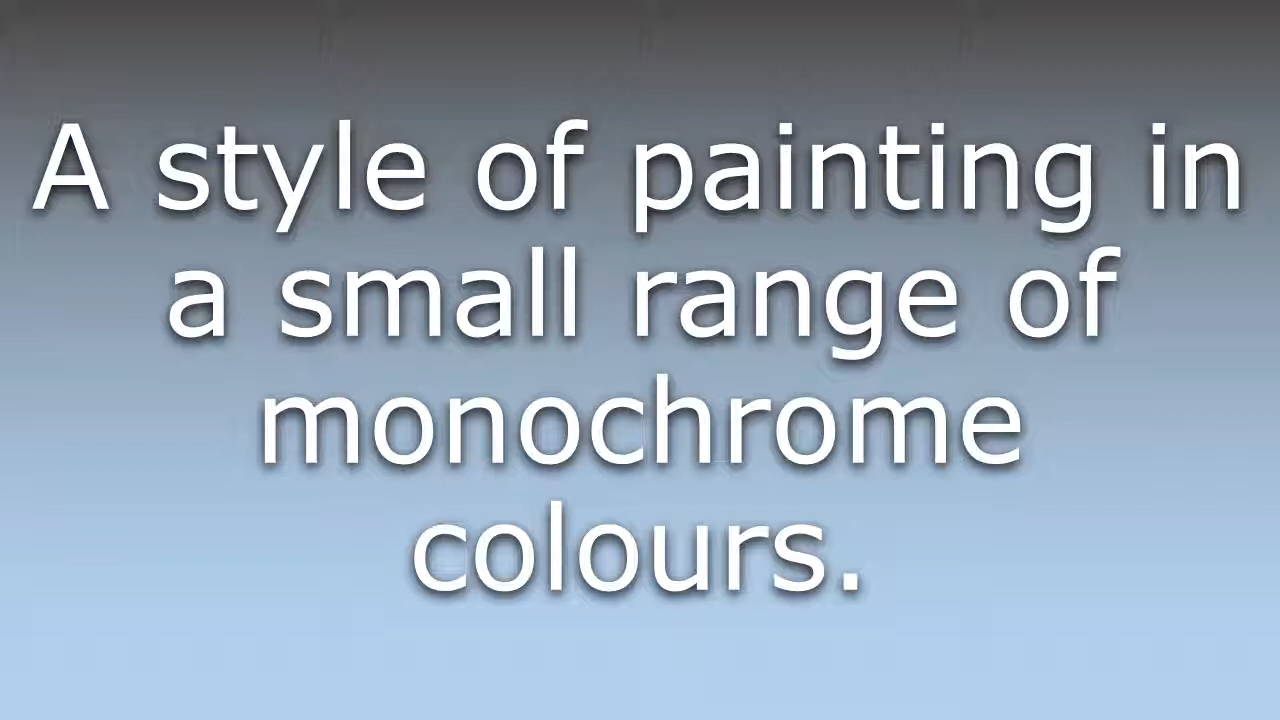 A style of painting in
a small range of
monochrome
colours.